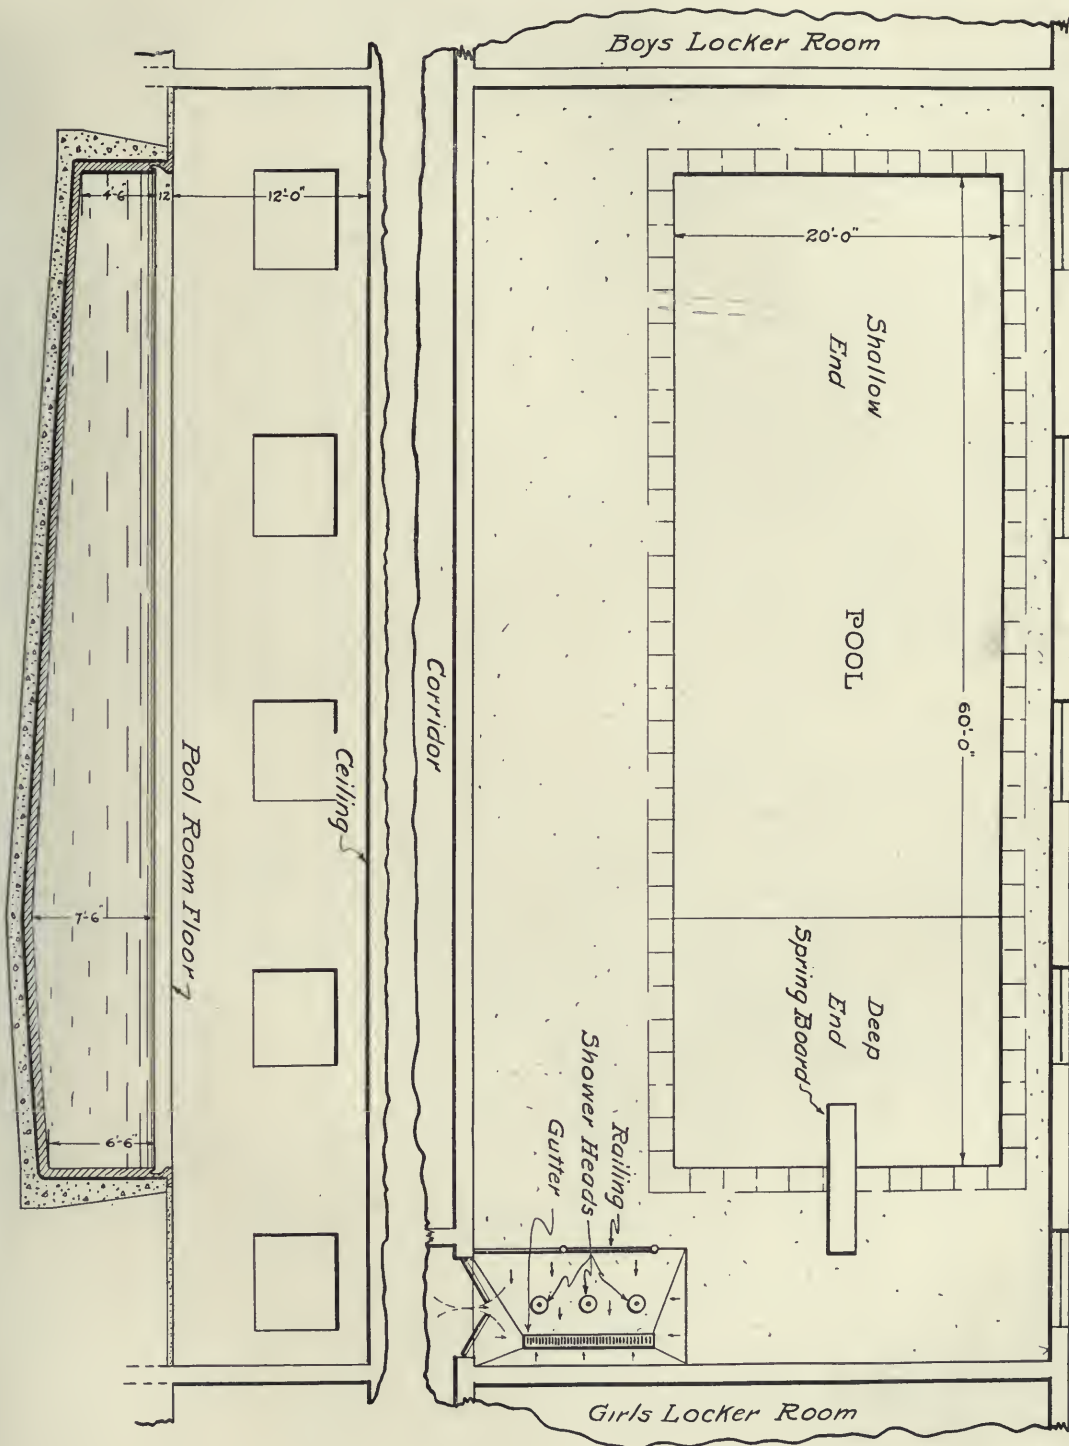 Boys Locker Room
4'-6"
12"
12'-0"
20'-0"
Shallow
End
POOL
60'-0"
Corridor
Ceiling
Pool Room Floor
7'-6"
Deep
End
Spring Board
6'-6"
Railing
Shower Heads
Gutter
Girls Locker Room